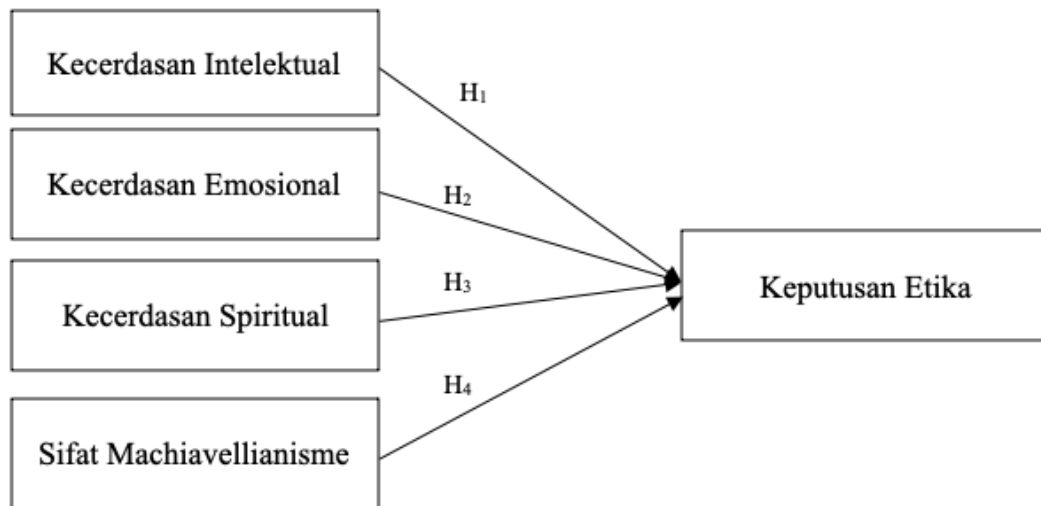 Kecerdasan Intelektual
H₁
Kecerdasan Emosional
H₂
Kecerdasan Spiritual
H₃
Sifat Machiavellianisme
H₄
Keputusan Etika